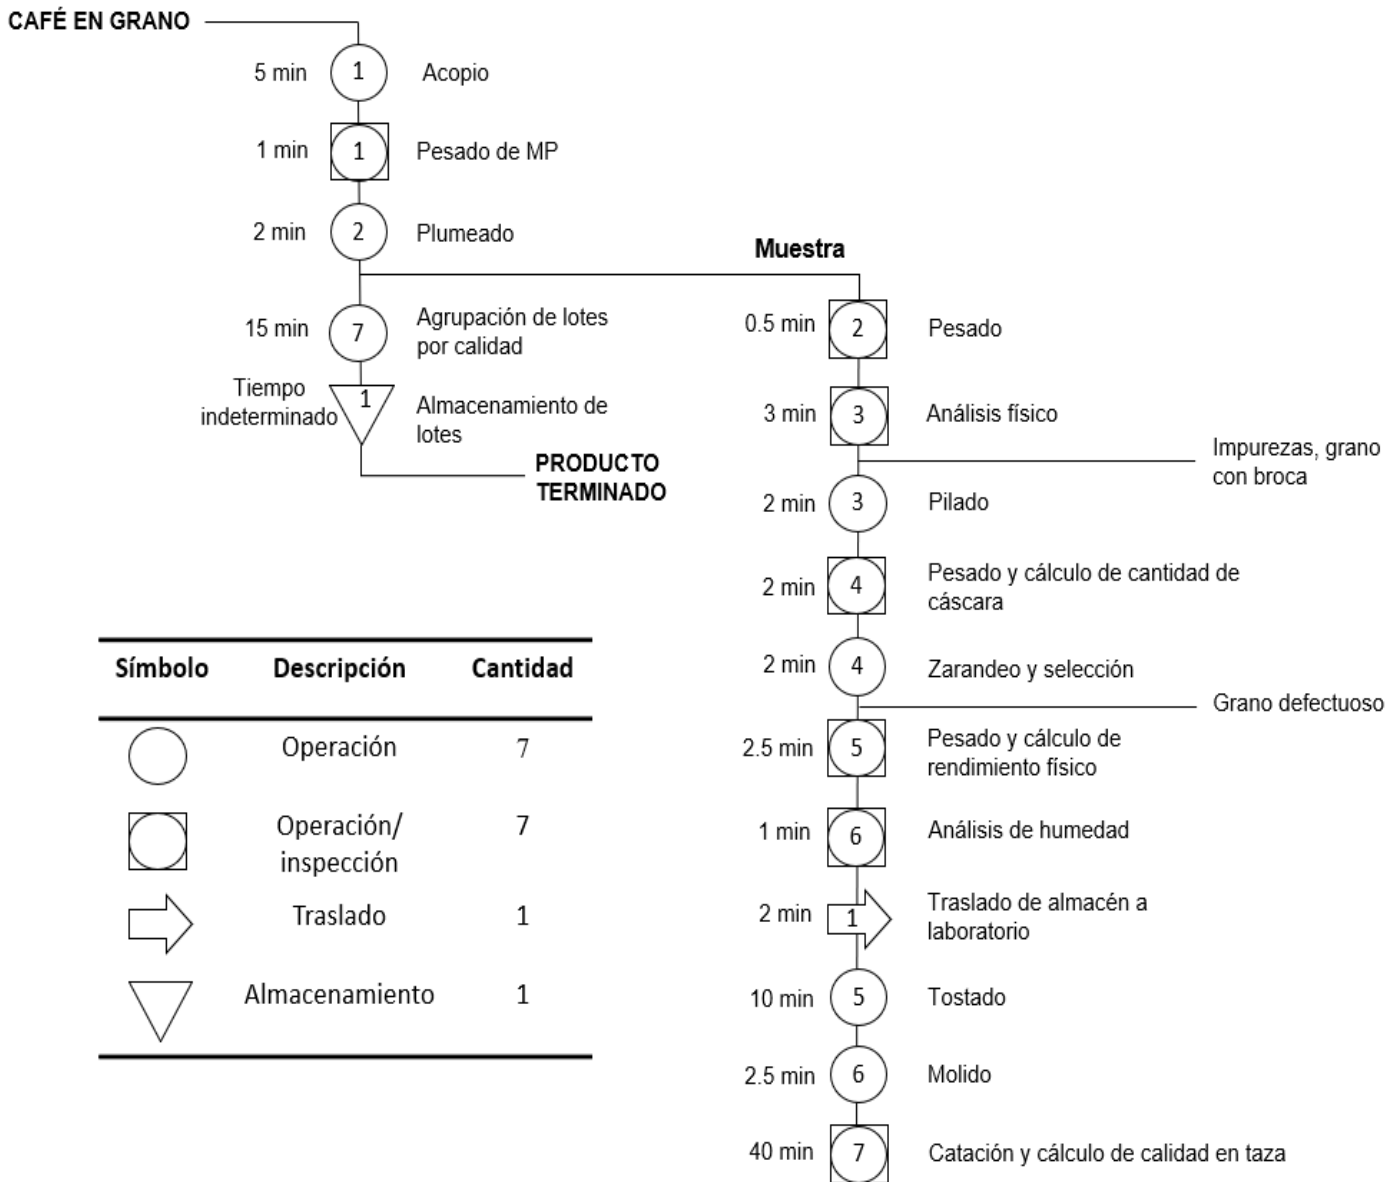 CAFÉ EN GRANO
5 min
1
Acopio
1 min
1
Pesado de MP
2 min
2
Plumeado
15 min
7
Agrupación de lotes
por calidad
Tiempo
indeterminado
1
Almacenamiento de
lotes
PRODUCTO
TERMINADO
Muestra
0.5 min
2
Pesado
3 min
3
Análisis físico
Impurezas, grano
con broca
2 min
3
Pilado
2 min
4
Pesado y cálculo de cantidad de
cáscara
2 min
4
Zarandeo y selección
Grano defectuoso
2.5 min
5
Pesado y cálculo de
rendimiento físico
1 min
6
Análisis de humedad
2 min
1
Traslado de almacén a
laboratorio
10 min
5
Tostado
2.5 min
6
Molido
40 min
7
Catación y cálculo de calidad en taza
Símbolo Descripción Cantidad
Operación 7
Operación/
inspección
7
Traslado 1
Almacenamiento 1